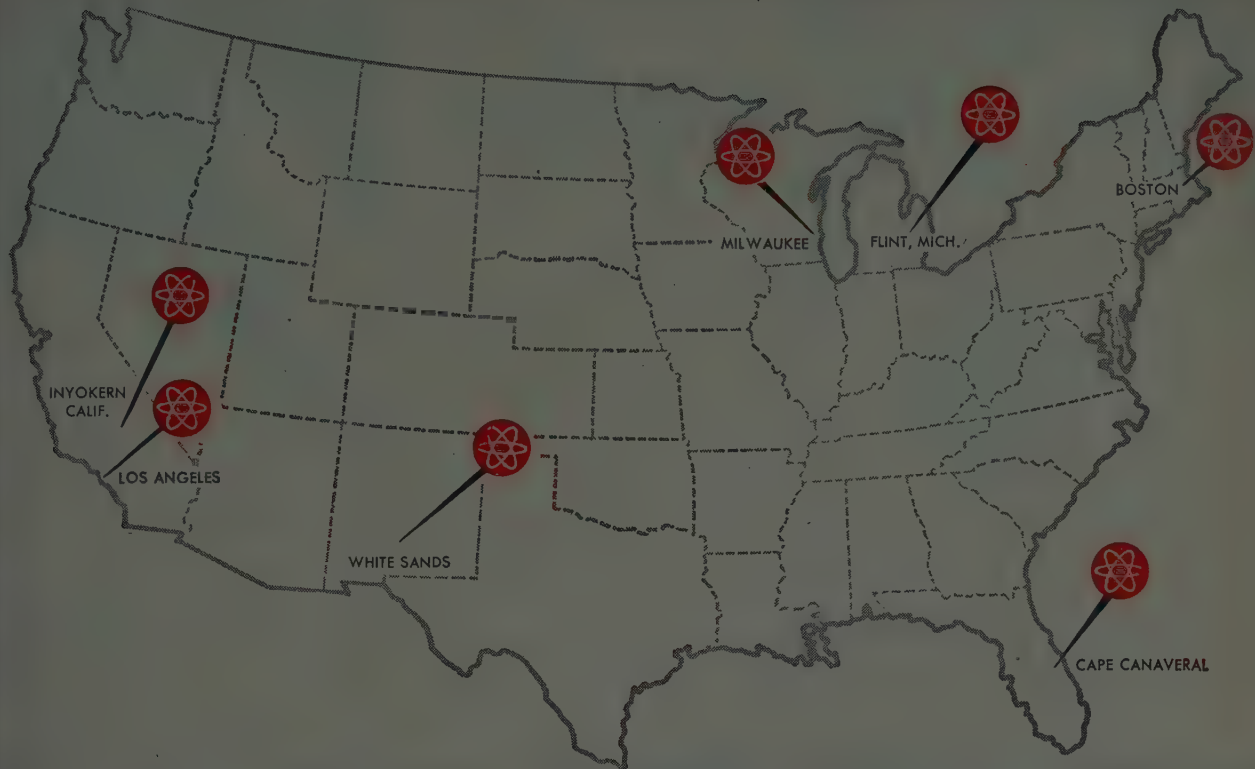 MILWAUKEE
FLINT, MICH.
BOSTON
INYOKERN
CALIF.
LOS ANGELES
WHITE SANDS
CAPE CANAVERAL